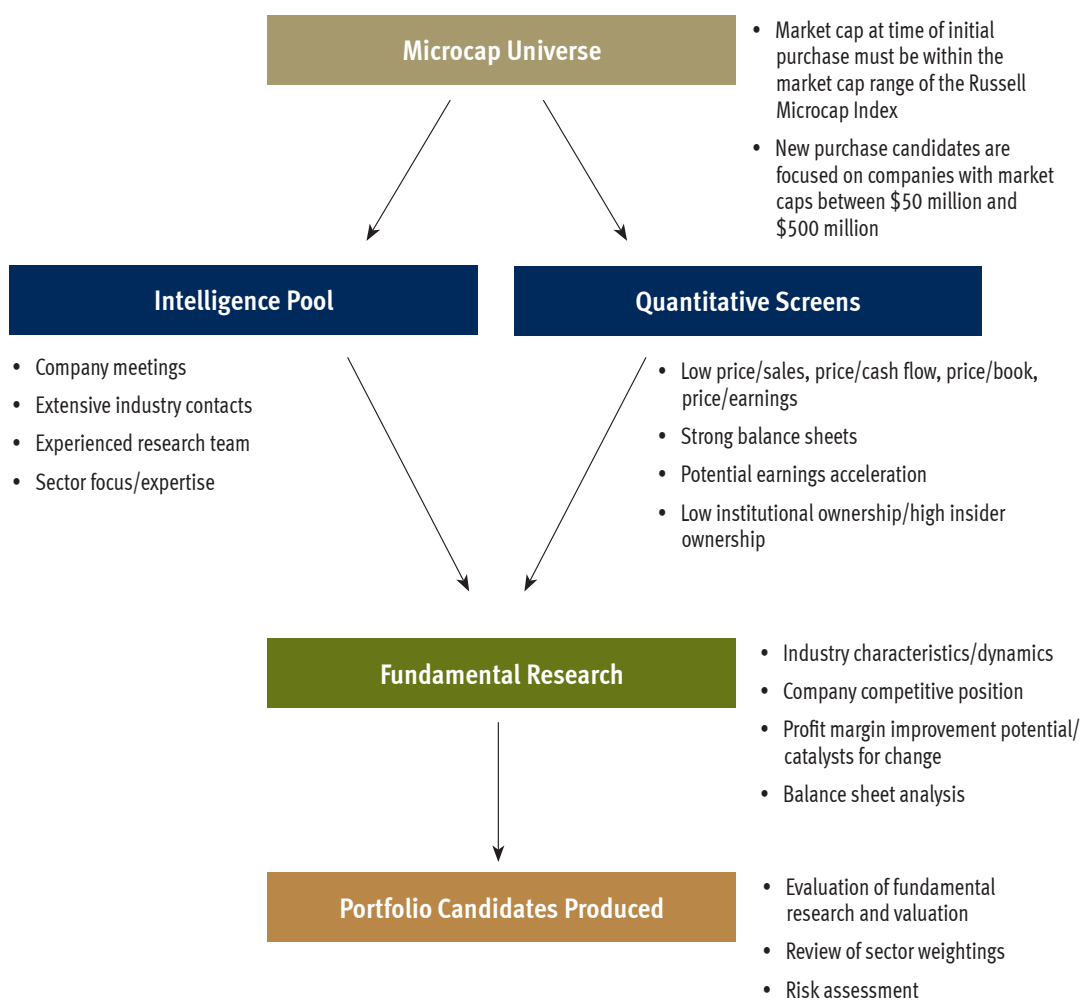 Microcap Universe
• Market cap at time of initial
purchase must be within the
market cap range of the Russell
Microcap Index
• New purchase candidates are
focused on companies with market
caps between $50 million and
$500 million
Intelligence Pool
• Company meetings
• Extensive industry contacts
• Experienced research team
• Sector focus/expertise
Quantitative Screens
• Low price/sales, price/cash flow, price/book,
price/earnings
• Strong balance sheets
• Potential earnings acceleration
• Low institutional ownership/high insider
ownership
Fundamental Research
• Industry characteristics/dynamics
• Company competitive position
• Profit margin improvement potential/
catalysts for change
• Balance sheet analysis
Portfolio Candidates Produced
• Evaluation of fundamental
research and valuation
• Review of sector weightings
• Risk assessment